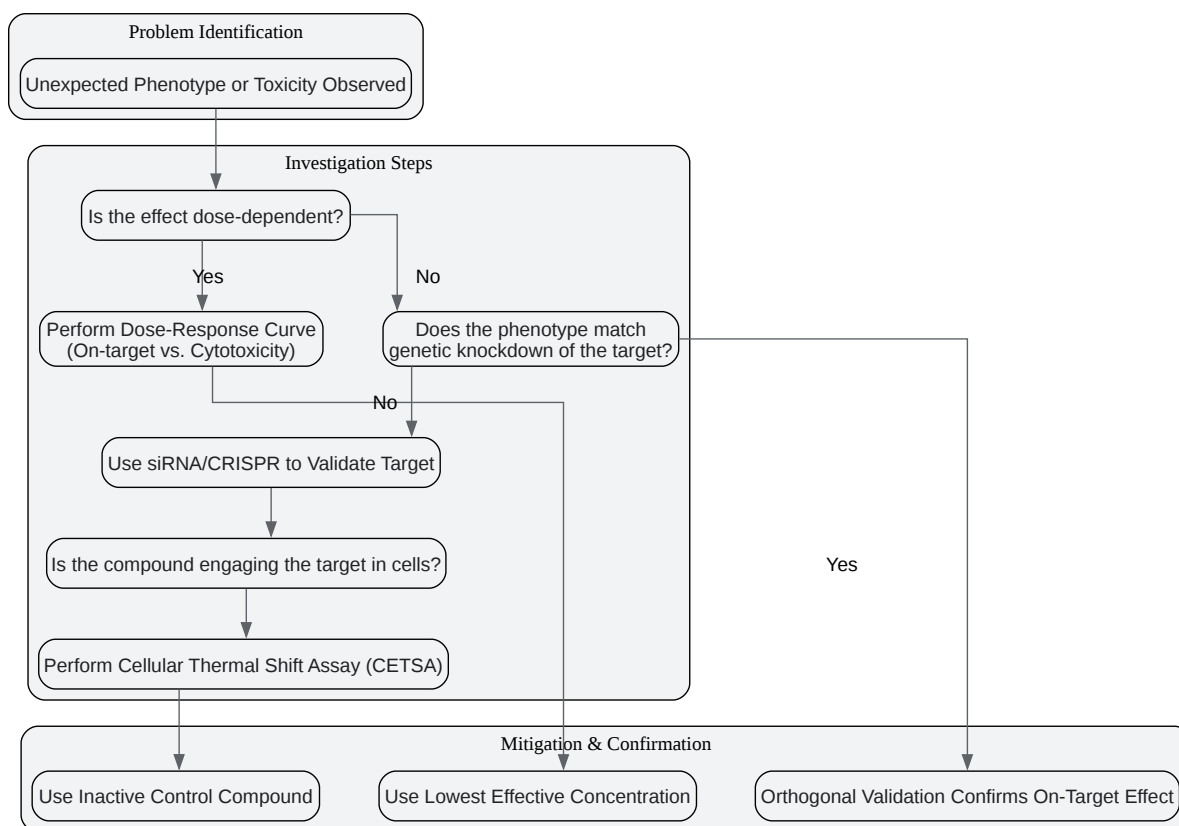 Problem Identification
Unexpected Phenotype or Toxicity Observed
Investigation Steps
Is the effect dose-dependent?
Yes
No
Perform Dose-Response Curve
(On-target vs. Cytotoxicity)
Does the phenotype match
genetic knockdown of the target?
No
Use siRNA/CRISPR to Validate Target
Is the compound engaging the target in cells?
Yes
Perform Cellular Thermal Shift Assay (CETSA)
Mitigation & Confirmation
Use Inactive Control Compound
Use Lowest Effective Concentration
Orthogonal Validation Confirms On-Target Effect